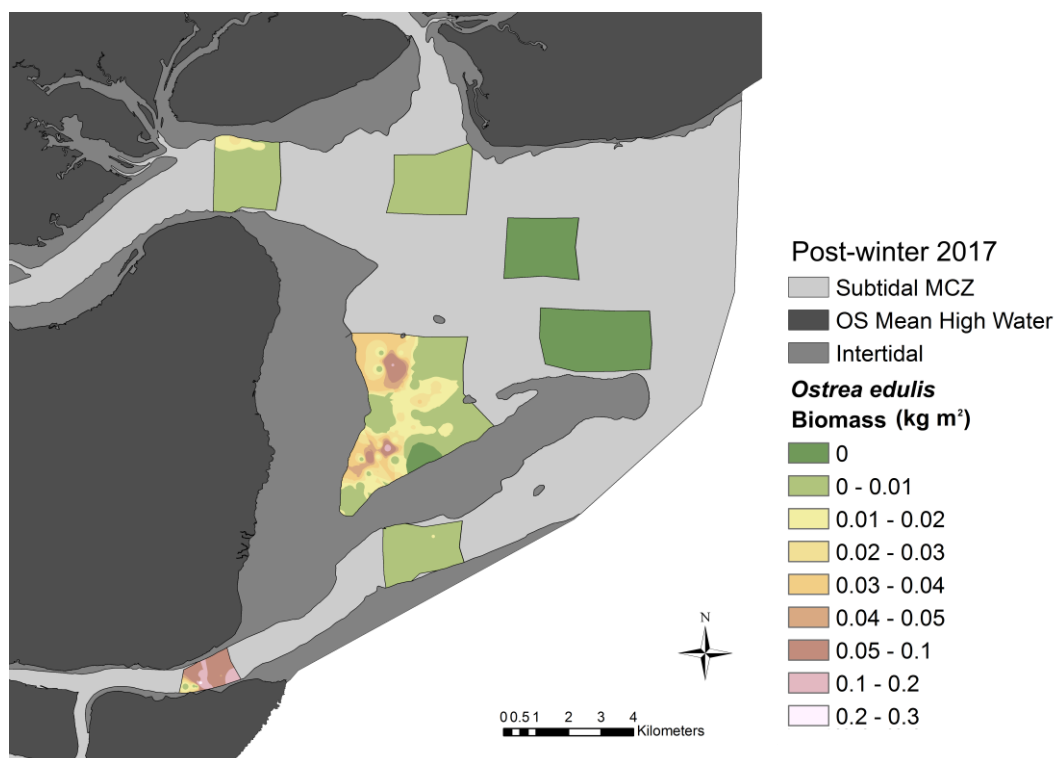 Post-winter 2017
Subtidal MCZ
OS Mean High Water
Intertidal
Ostrea edulis
Biomass (kg m²)
0
0 - 0.01
0.01 - 0.02
0.02 - 0.03
0.03 - 0.04
0.04 - 0.05
0.05 - 0.1
0.1 - 0.2
0.2 - 0.3
N
0 0.5 1 2 3 4
Kilometers